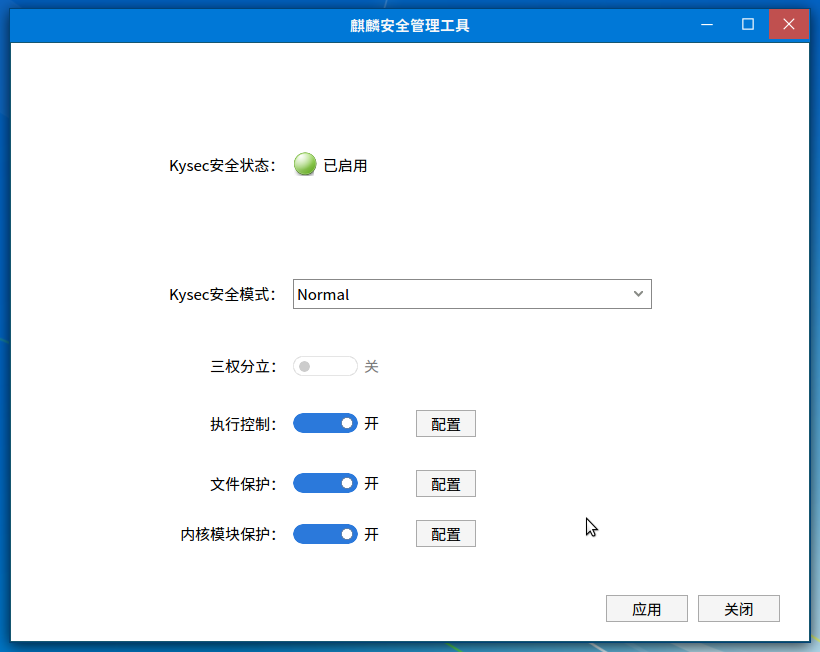 麒麟安全管理工具
Kysec安全状态： 已启用
Kysec安全模式： Normal
三权分立： 关
执行控制： 开 配置
文件保护： 开 配置
内核模块保护： 开 配置
应用 关闭